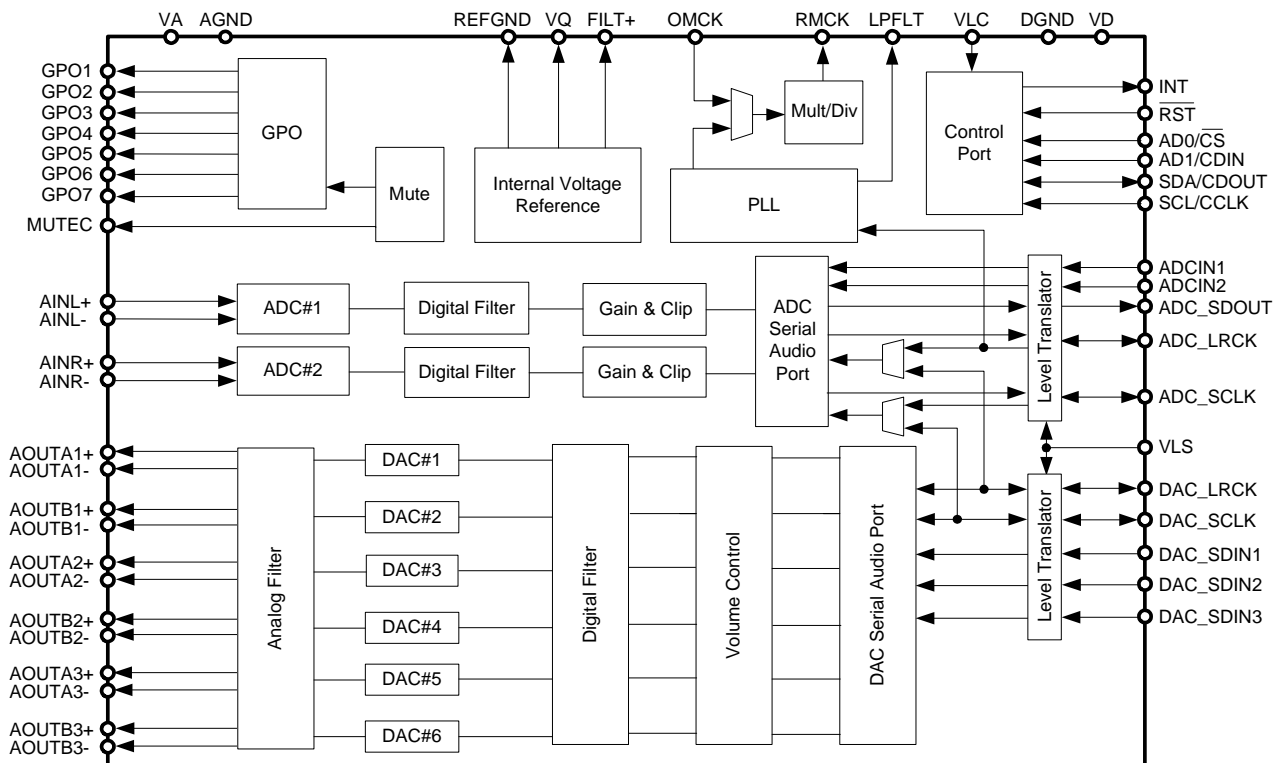 VA
AGND
REFGND
VQ
FILT+
OMCK
RMCK
LPFLT
VLC
DGND
VD
GPO1
GPO2
GPO3
GPO4
GPO5
GPO6
GPO7
MUTEC
GPO
Mute
Internal Voltage
Reference
Mult/Div
PLL
Control
Port
INT
RST
AD0/CS
AD1/CDIN
SDA/CDOUT
SCL/CCLK
AINL+
AINL-
AINR+
AINR-
ADC#1
Digital Filter
Gain & Clip
ADC#2
Digital Filter
Gain & Clip
ADC
Serial
Audio
Port
Level Translator
ADCIN1
ADCIN2
ADC_SDOUT
ADC_LRCK
ADC_SCLK
VLS
AOUTA1+
AOUTA1-
AOUTB1+
AOUTB1-
AOUTA2+
AOUTA2-
AOUTB2+
AOUTB2-
AOUTA3+
AOUTA3-
AOUTB3+
AOUTB3-
Analog Filter
DAC#1
DAC#2
DAC#3
DAC#4
DAC#5
DAC#6
Digital Filter
Volume Control
DAC Serial Audio Port
Level Translator
DAC_LRCK
DAC_SCLK
DAC_SDIN1
DAC_SDIN2
DAC_SDIN3